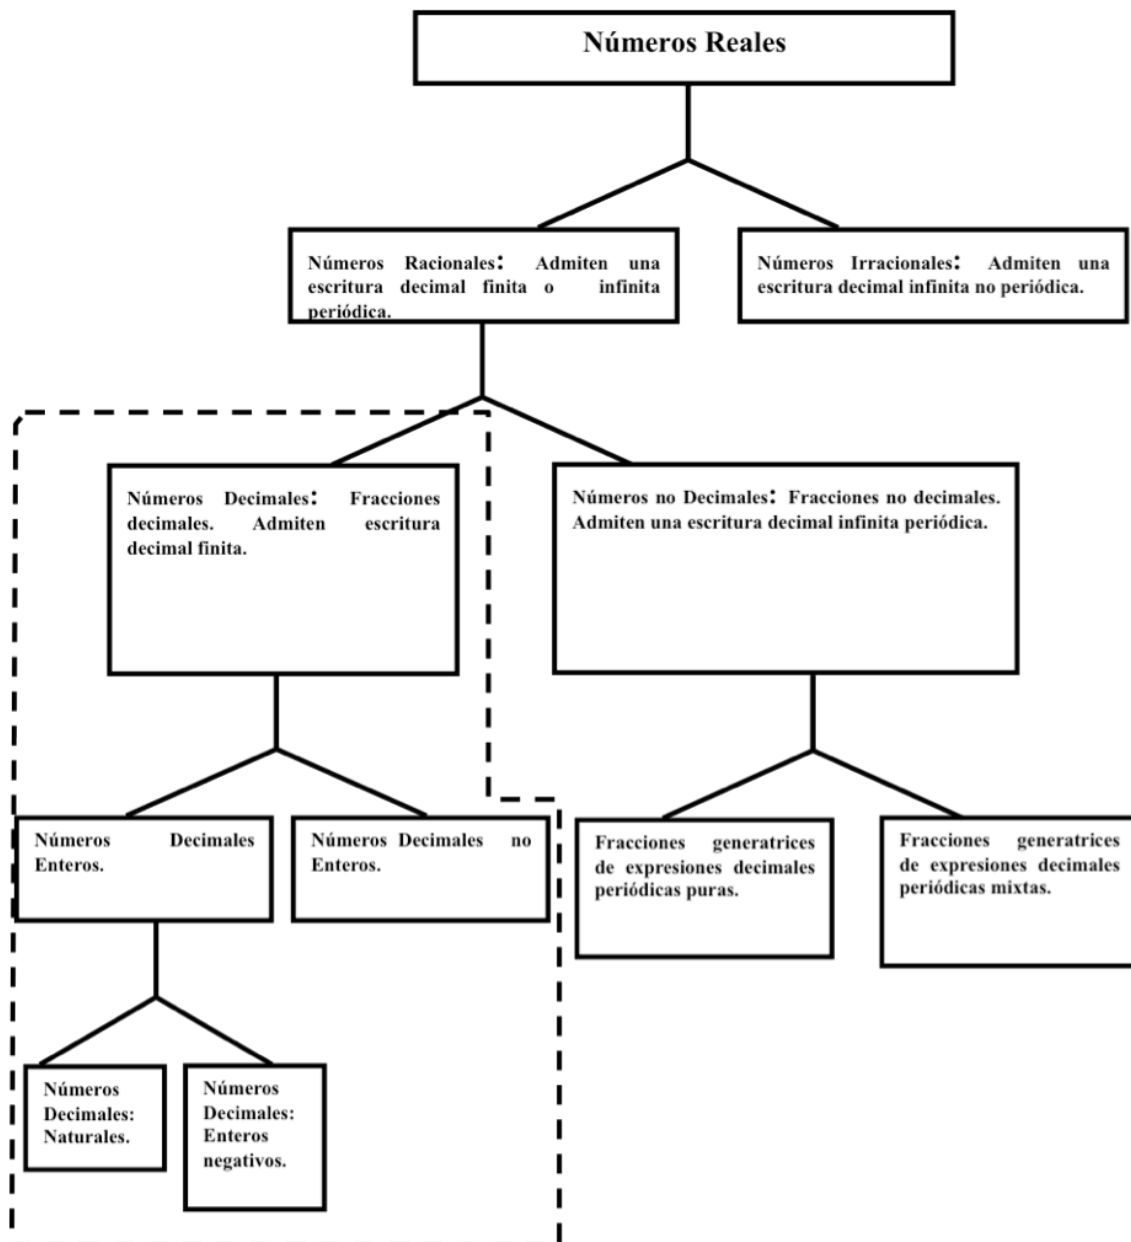 Números Reales
Números Racionales: Admiten una
escritura decimal finita o infinita
periódica.
Números Irracionales: Admiten una
escritura decimal infinita no periódica.
Números Decimales: Fracciones
decimales. Admiten escritura
decimal finita.
Números no Decimales: Fracciones no decimales.
Admiten una escritura decimal infinita periódica.
Números Decimales
Enteros.
Números Decimales no
Enteros.
Fracciones generatrices
de expresiones decimales
periódicas puras.
Fracciones generatrices
de expresiones decimales
periódicas mixtas.
Números
Decimales:
Naturales.
Números
Decimales:
Enteros
negativos.